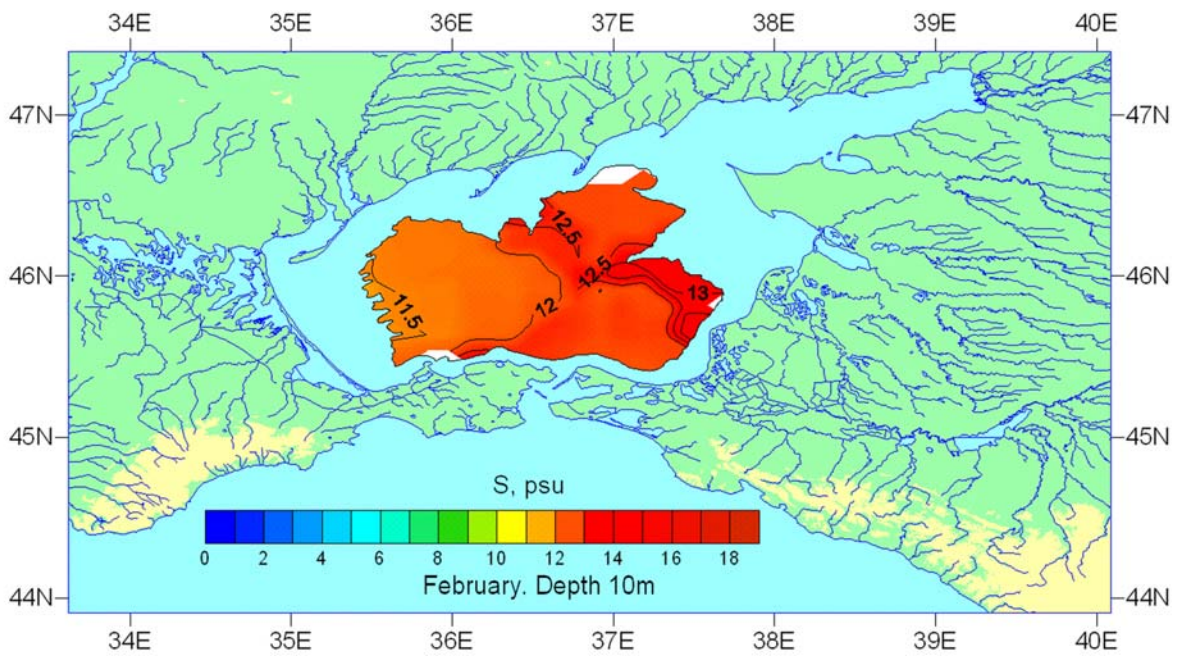 34E 35E 36E 37E 38E 39E 40E
47N 47N
12.5
46N 12.5 46N
13
11.5 12
45N 45N
S, psu
0 2 4 6 8 10 12 14 16 18
February. Depth 10m
44N 44N
34E 35E 36E 37E 38E 39E 40E